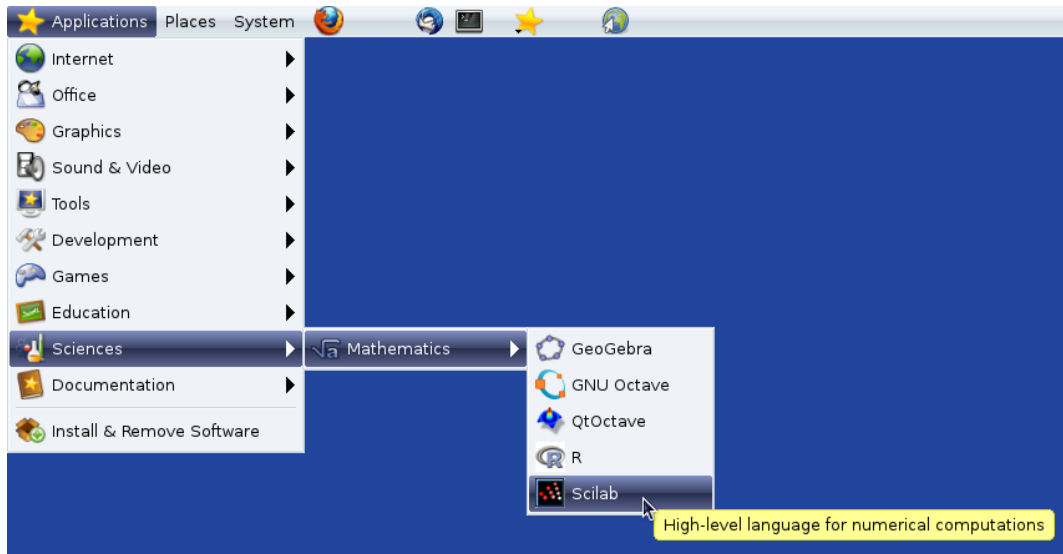 Applications Places System
Internet
Office
Graphics
Sound & Video
Tools
Development
Games
Education
Sciences
Documentation
Install & Remove Software
Mathematics
GeoGebra
GNU Octave
QtOctave
R
Scilab
High-level language for numerical computations